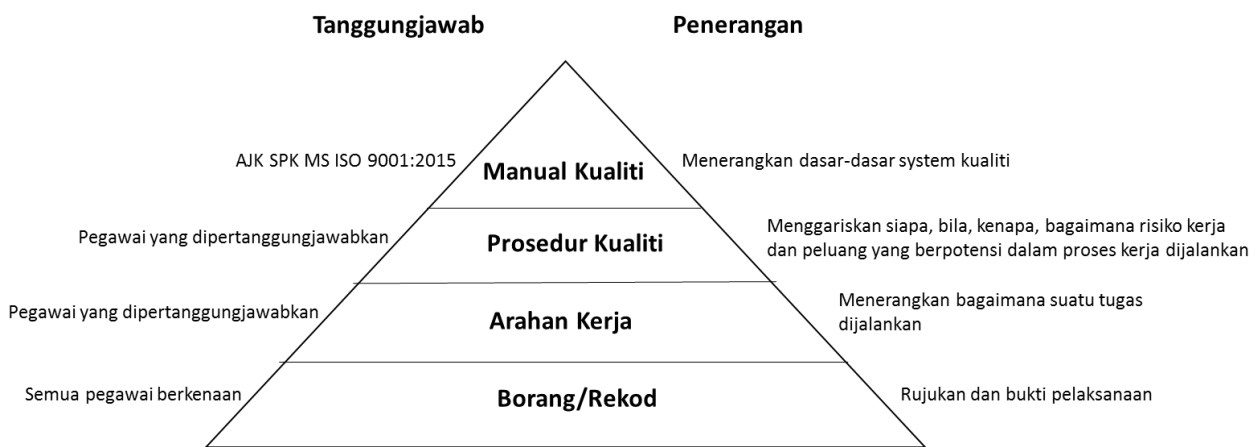 Tanggungjawab
Penerangan
AJK SPK MS ISO 9001:2015
Manual Kualiti
Menerangkan dasar-dasar system kualiti
Pegawai yang dipertanggungjawabkan
Prosedur Kualiti
Menggariskan siapa, bila, kenapa, bagaimana risiko kerja
dan peluang yang berpotensi dalam proses kerja dijalankan
Pegawai yang dipertanggungjawabkan
Arahan Kerja
Menerangkan bagaimana suatu tugas
dijalankan
Semua pegawai berkenaan
Borang/Rekod
Rujukan dan bukti pelaksanaan